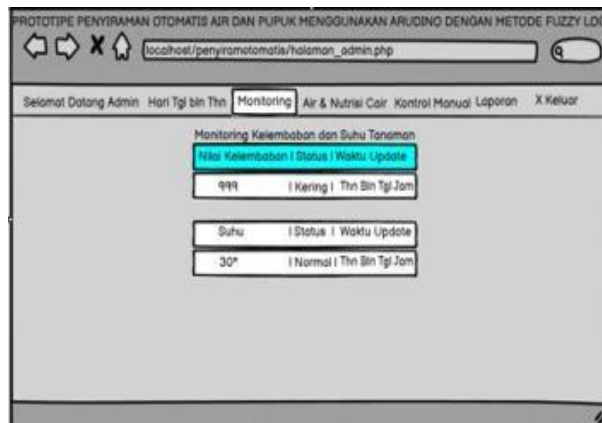 PROTOTIPE PENYIRAMAN OTOMATIS AIR DAN PUPUK MENGGUNAKAN ARUDINO DENGAN METODE FUZZY LOG
localhost/penyiramotomatis/halaman_admin.php
Selamat Datang Admin Hari Tgl bln Thn Monitoring Air & Nutrisi Cair Kontrol Manual Laporan X Keluar
Monitoring Kelembaban dan Suhu Tanaman
Nilai Kelembaban | Status | Waktu Update
999 | Kering | Thn Bln Tgl Jam
Suhu | Status | Waktu Update
30° | Normal | Thn Bln Tgl Jam